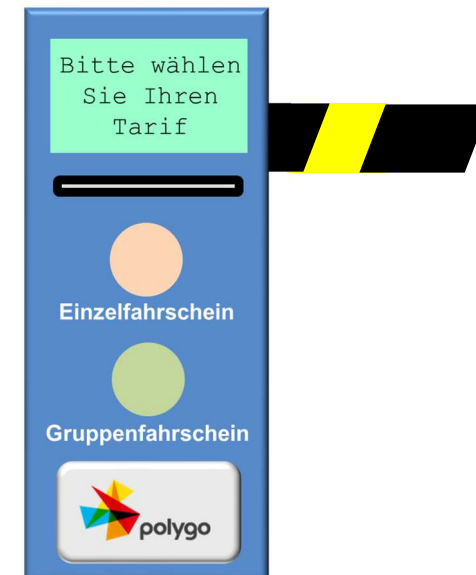 Bitte wählen
Sie Ihren
Tarif
Einzelfahrschein
Gruppenfahrschein
polygo